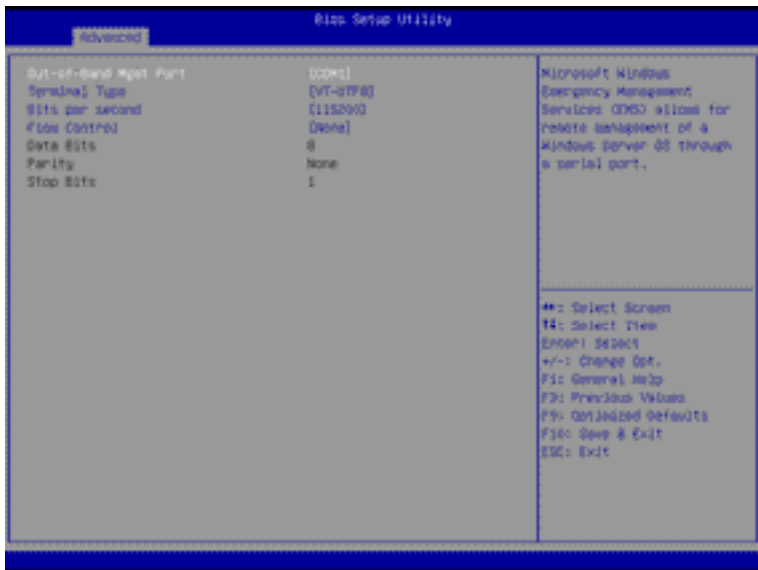 Bios Setup Utility
Advanced
Out-of-Band Mgmt Port [COM1]
Terminal Type [VT-UTF8]
Bits per second [115200]
Flow Control [None]
Data Bits 8
Parity None
Stop Bits 1
Microsoft Windows
Emergency Management
Services (EMS) allows for
remote management of a
Windows Server OS through
a serial port.
→←: Select Screen
↑↓: Select Item
Enter: Select
+/-: Change Opt.
F1: General Help
F3: Previous Values
F9: Optimized Defaults
F10: Save & Exit
ESC: Exit